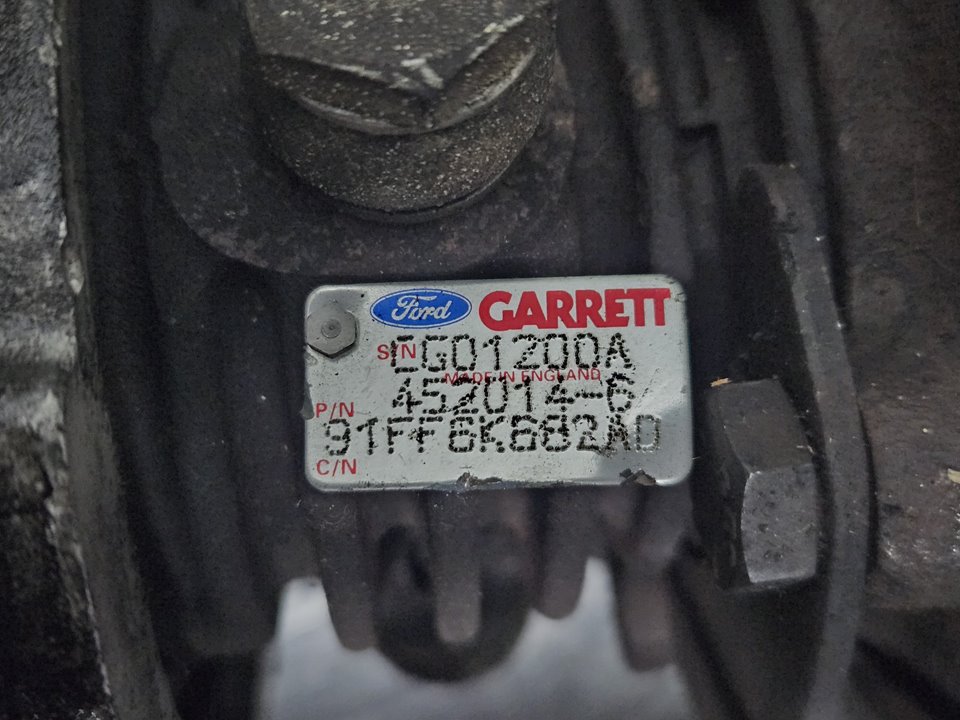 Ford GARRETT
S/N EG01200A
MADE IN ENGLAND
P/N 452014-6
91FF6K682AD
C/N